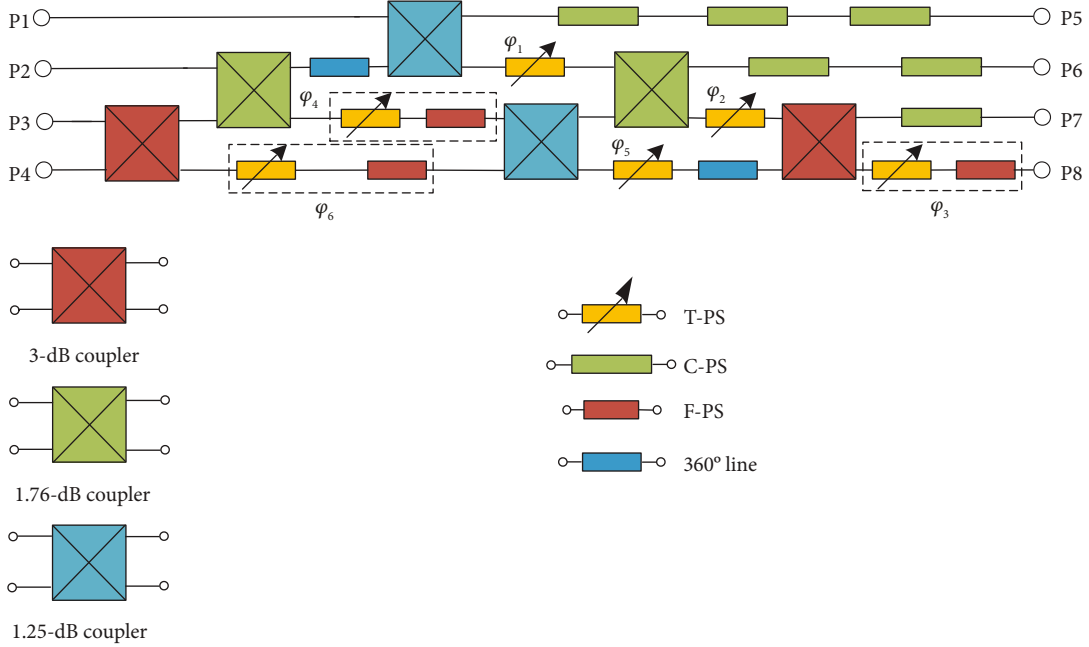 P1
P5
φ1
P2
P6
φ4
φ2
P3
P7
φ5
P4
P8
φ6
φ3
3-dB coupler
T-PS
C-PS
1.76-dB coupler
F-PS
360° line
1.25-dB coupler